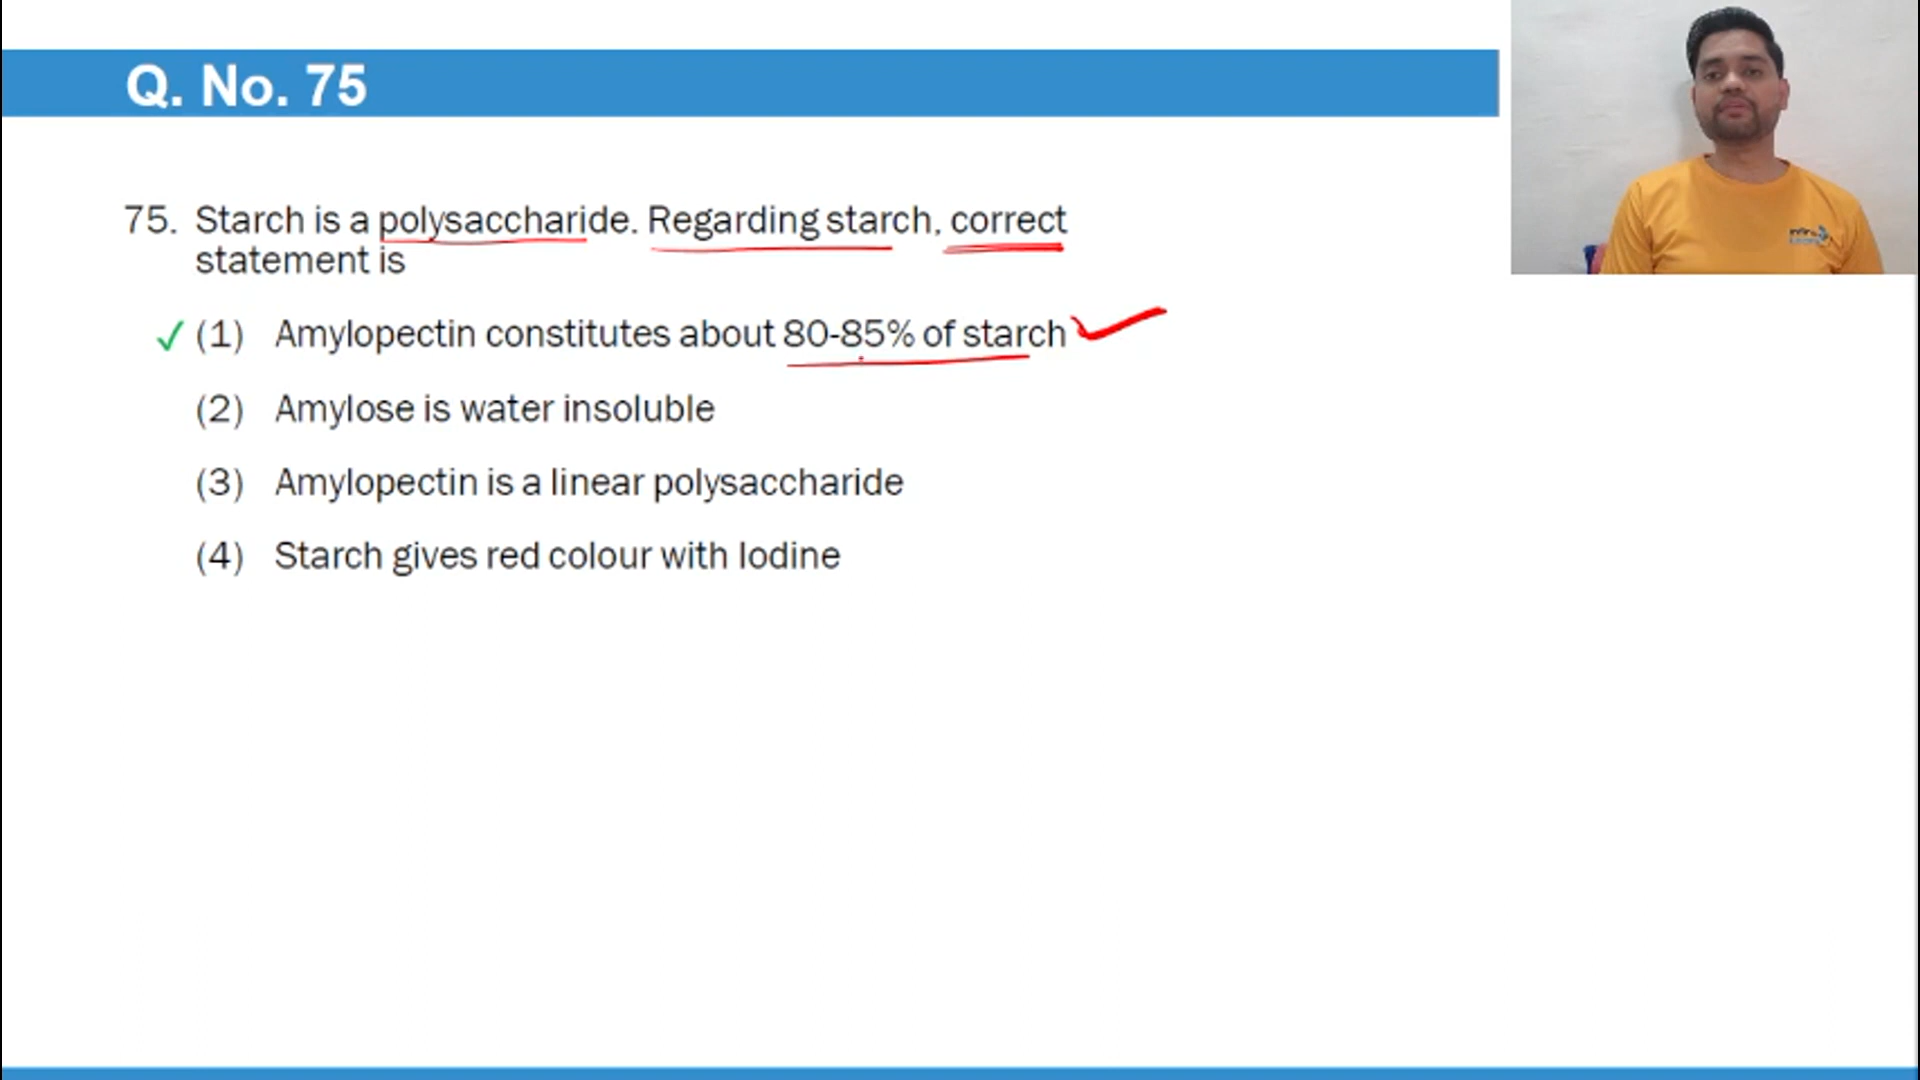 Q. No. 75
75. Starch is a polysaccharide. Regarding starch, correct
statement is
(1) Amylopectin constitutes about 80-85% of starch
(2) Amylose is water insoluble
(3) Amylopectin is a linear polysaccharide
(4) Starch gives red colour with Iodine